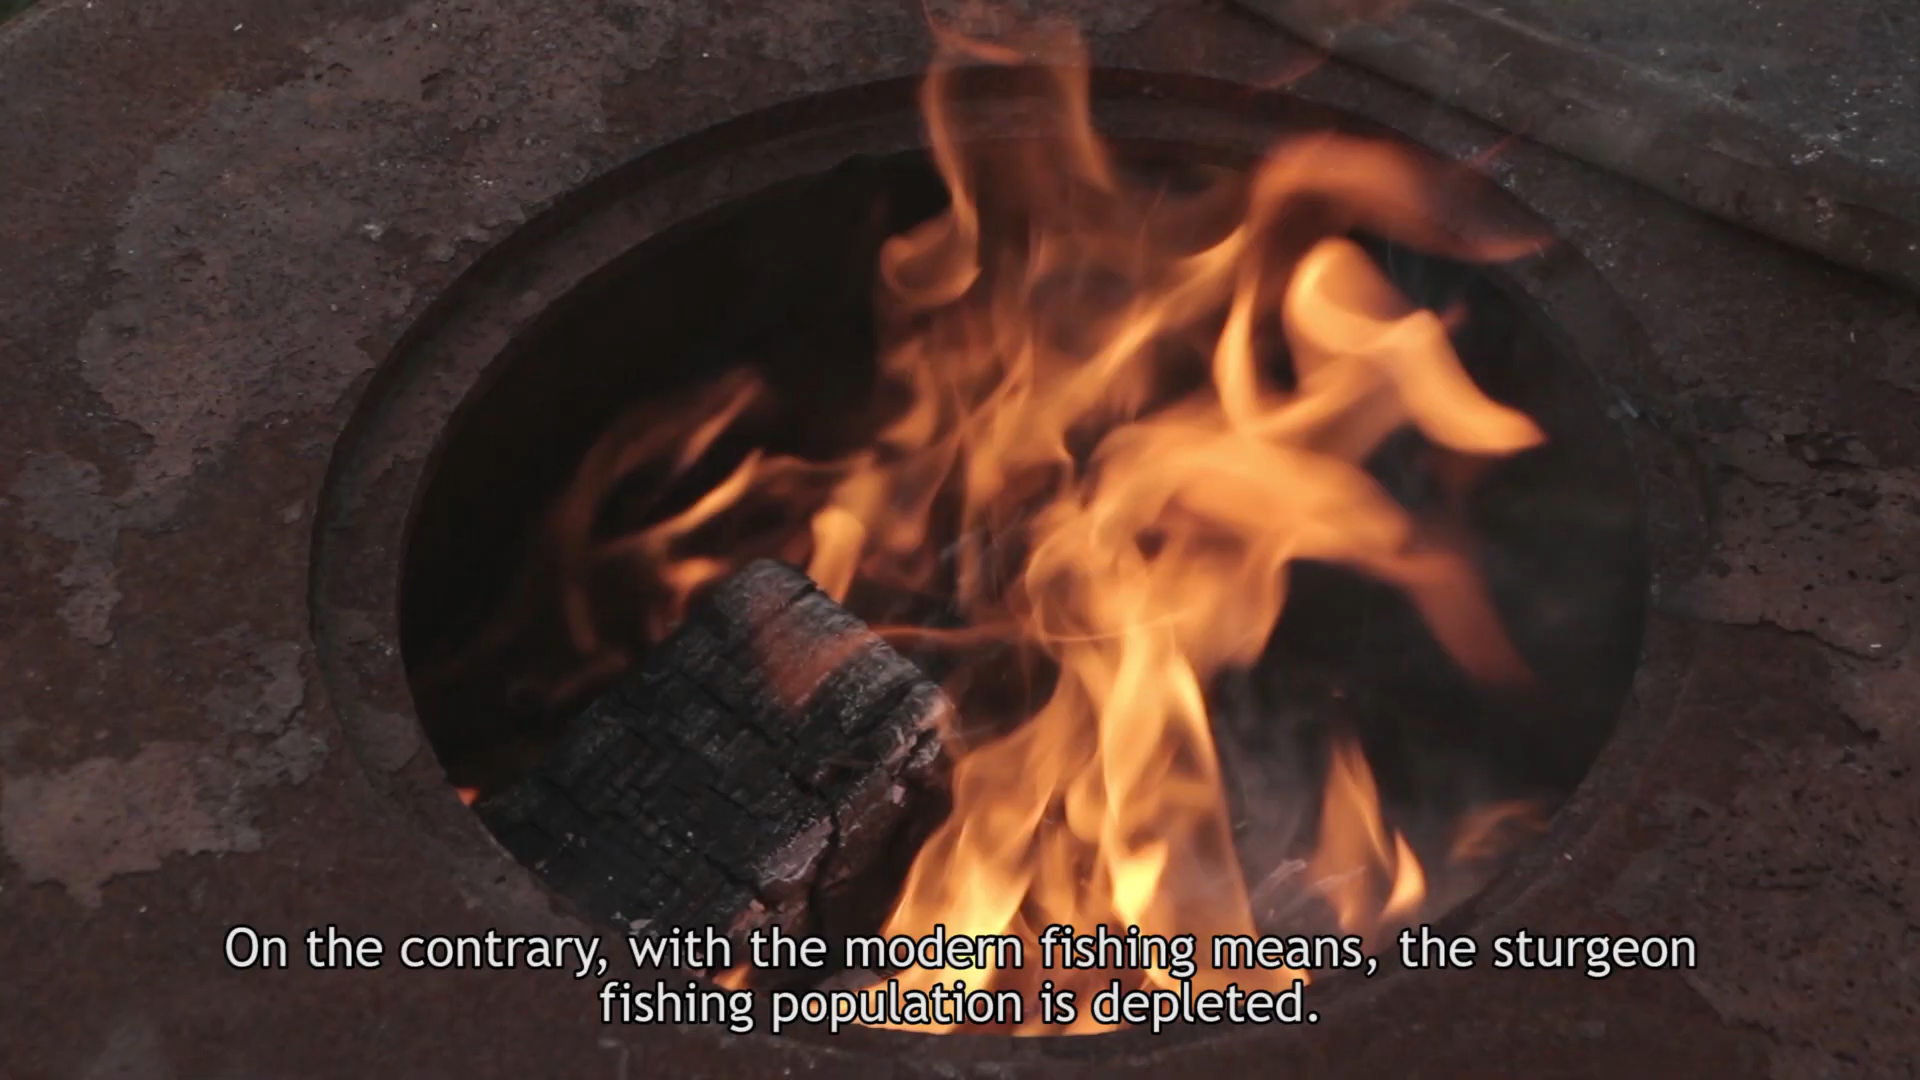 On the contrary, with the modern fishing means, the sturgeon
fishing population is depleted.